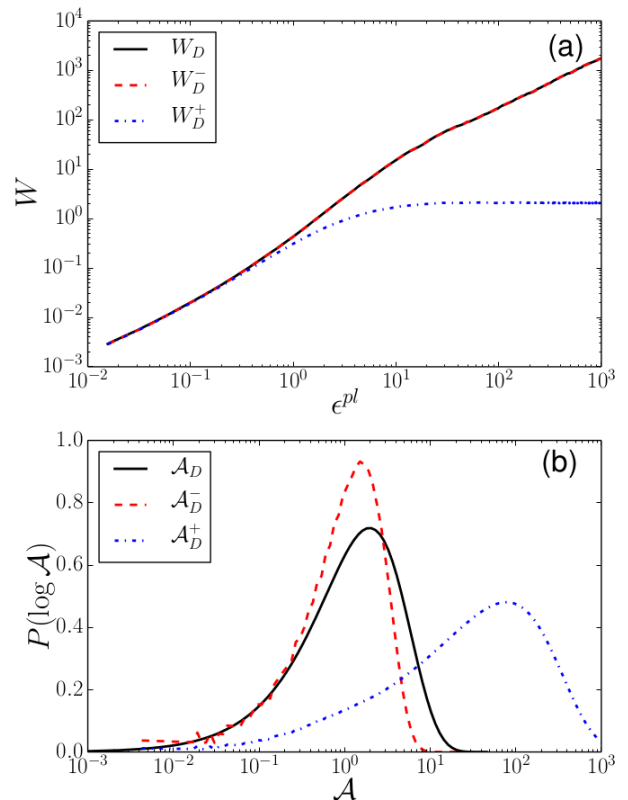 (a)
W_D
W_D^-
W_D^+
10^4
10^3
10^2
10^1
10^0
10^{-1}
10^{-2}
10^{-3}
W
10^{-2} 10^{-1} 10^0 10^1 10^2 10^3
ϵ^{pl}
(b)
𝒜_D
𝒜_D^-
𝒜_D^+
1.0
0.8
0.6
0.4
0.2
0.0
P(log 𝒜)
10^{-3} 10^{-2} 10^{-1} 10^0 10^1 10^2 10^3
𝒜